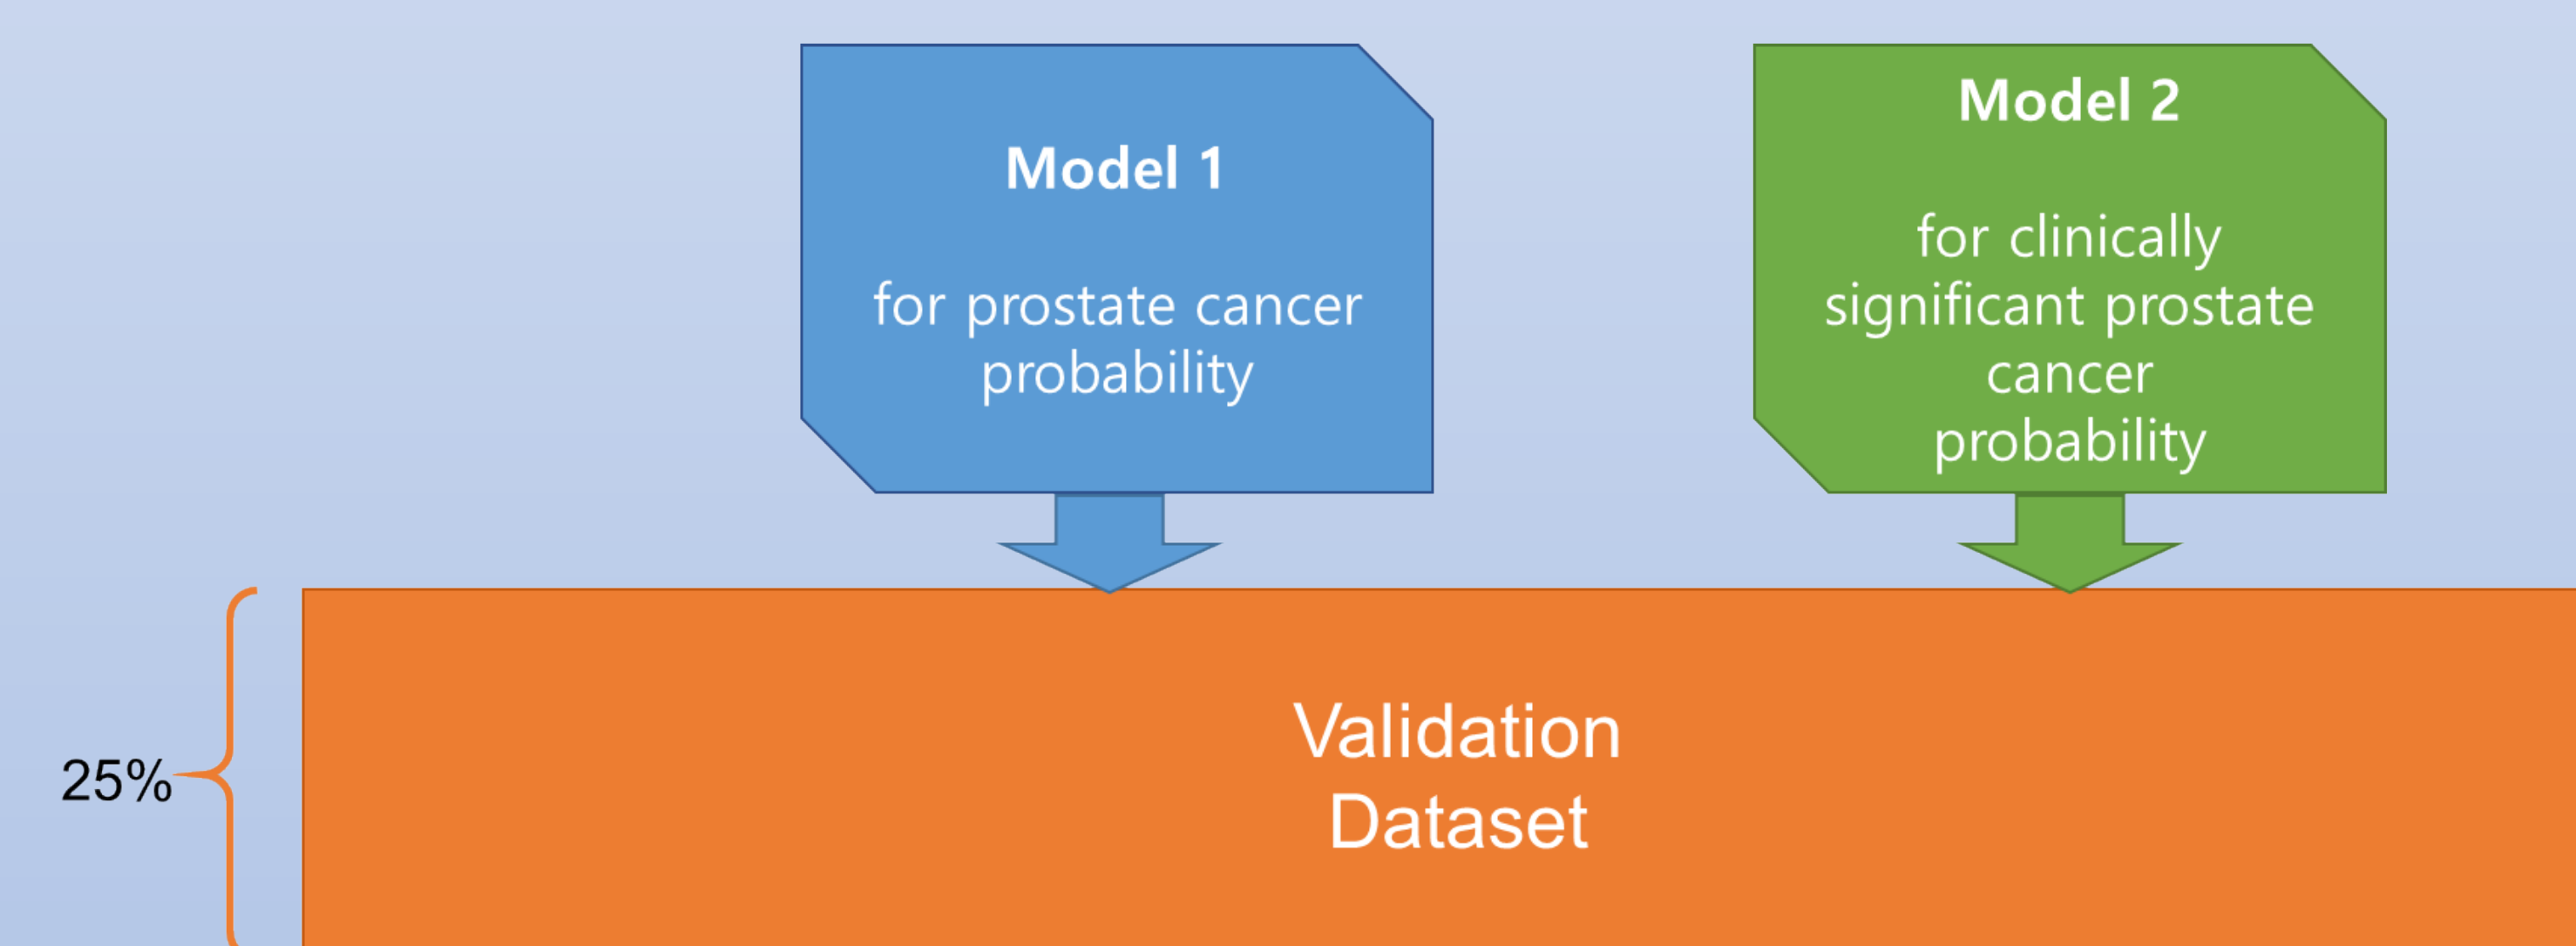 Model 1
for prostate cancer
probability
Model 2
for clinically
significant prostate
cancer
probability
25%
Validation
Dataset